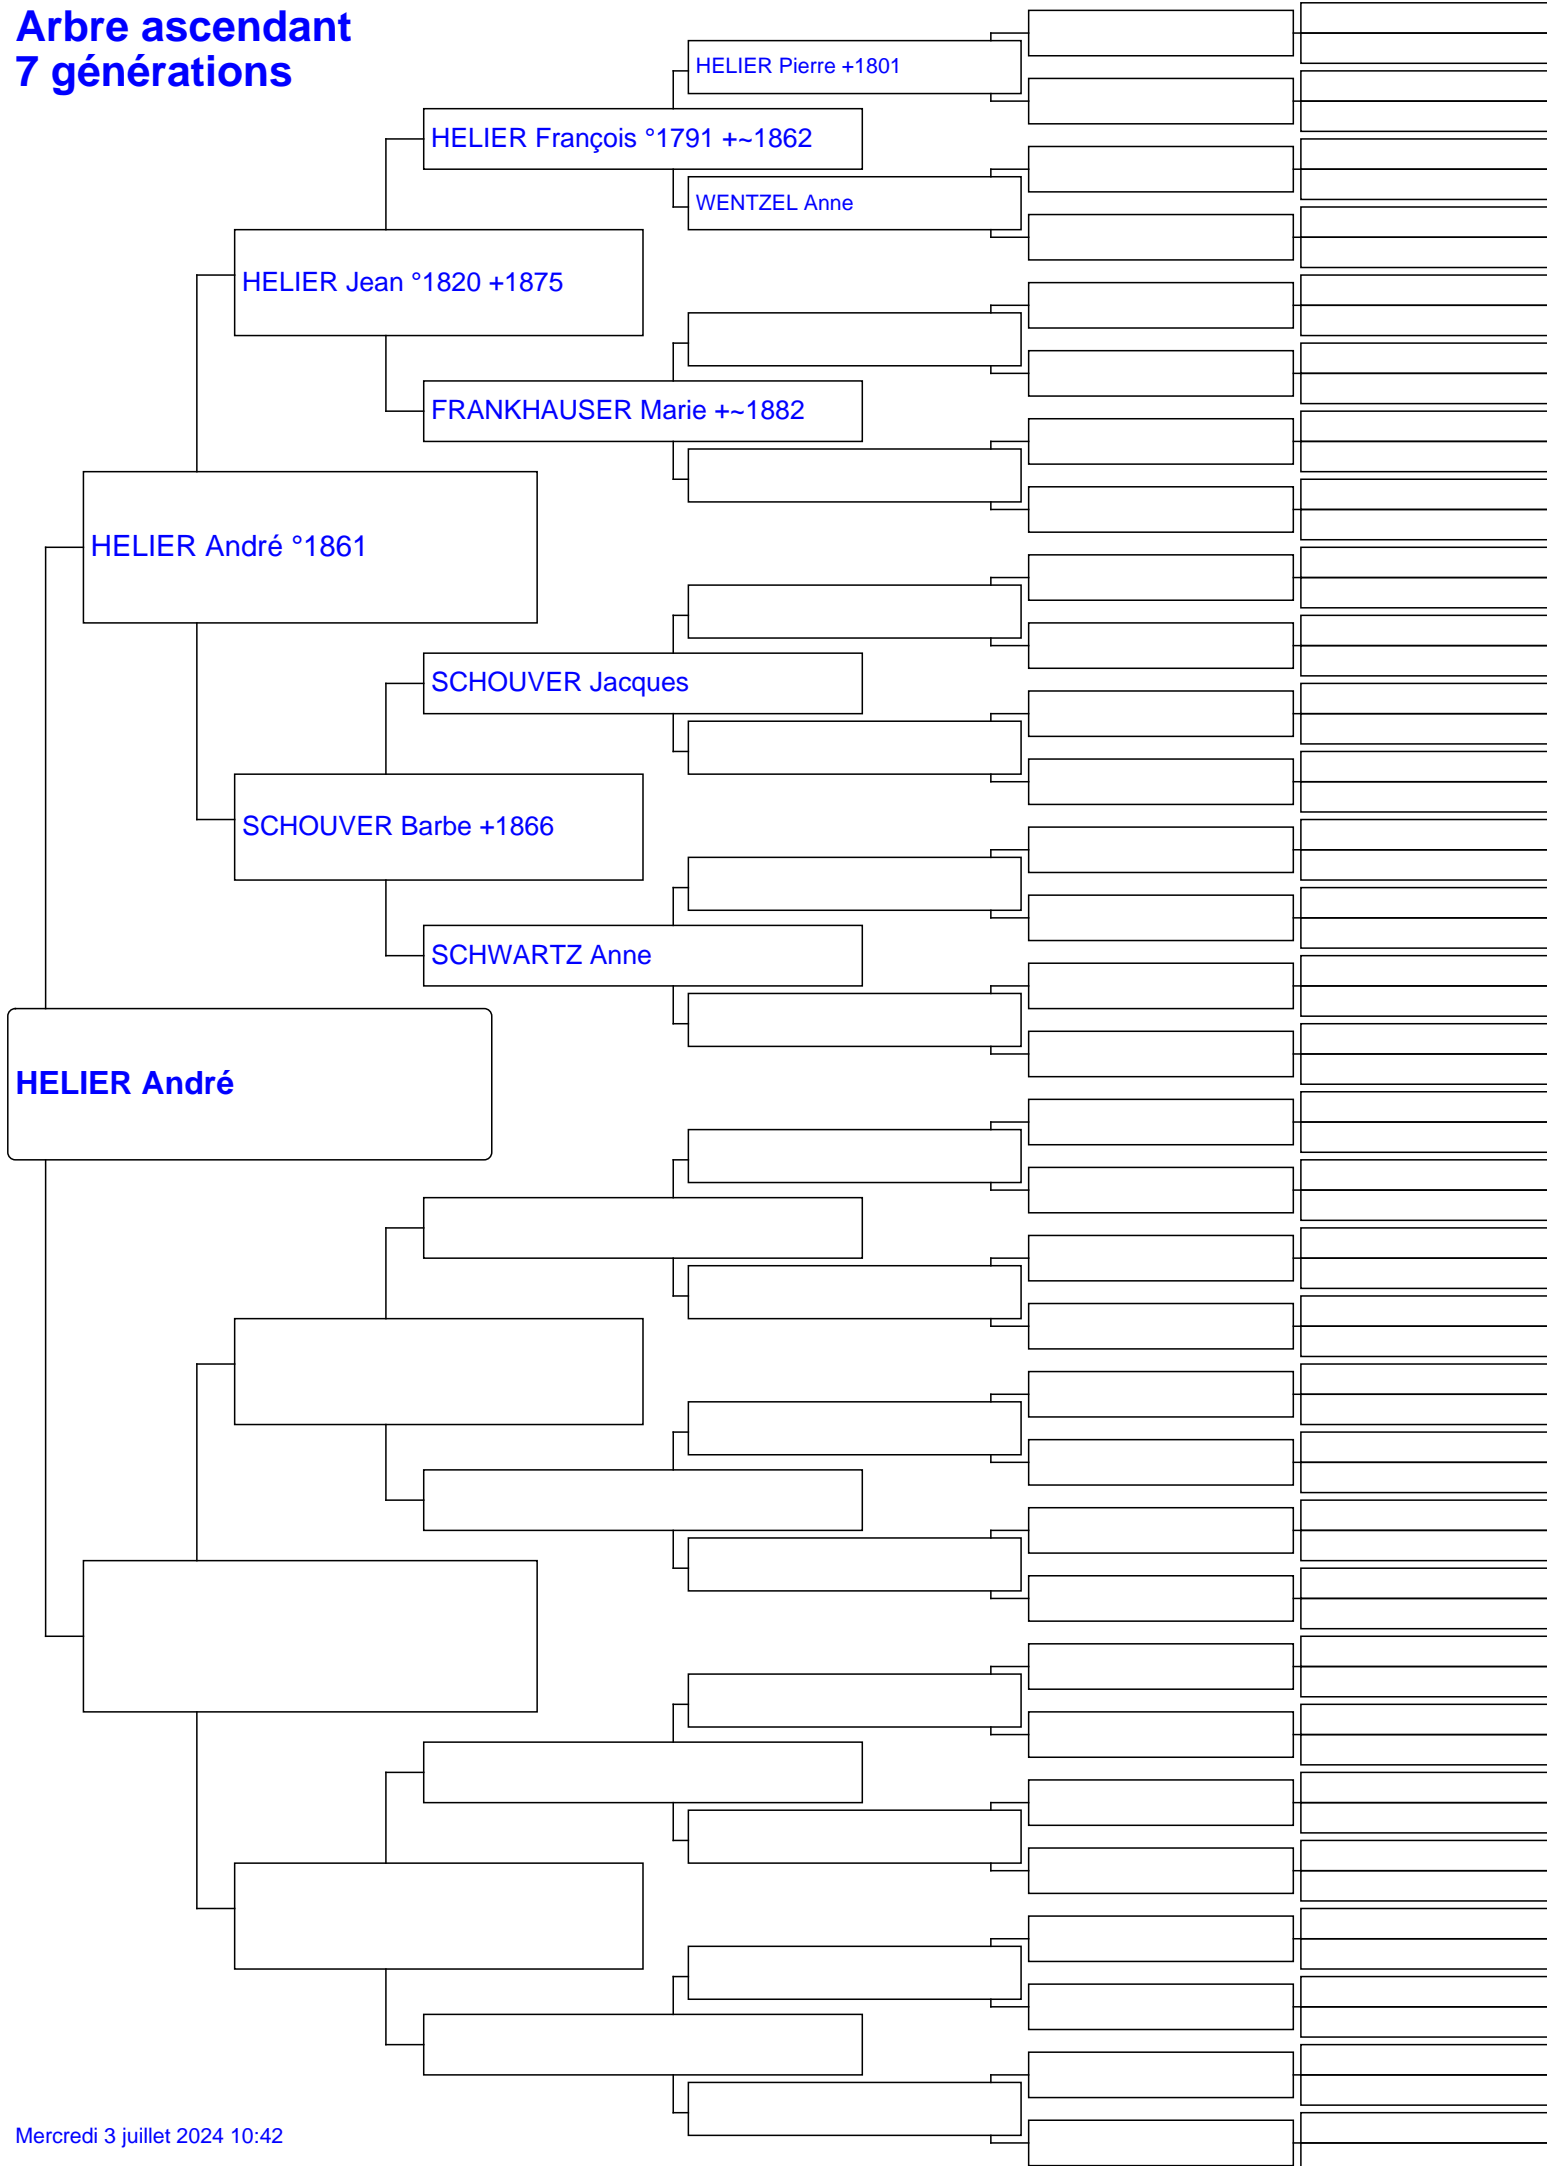 Arbre ascendant
7 générations
HELIER Pierre +1801
HELIER François °1791 +~1862
WENTZEL Anne
HELIER Jean °1820 +1875
FRANKHAUSER Marie +~1882
HELIER André °1861
SCHOUVER Jacques
SCHOUVER Barbe +1866
SCHWARTZ Anne
HELIER André
Mercredi 3 juillet 2024 10:42